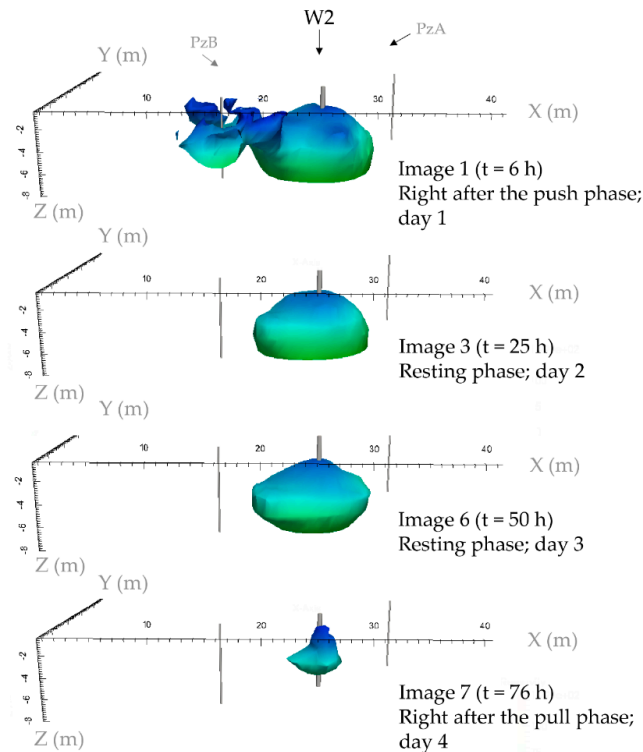 W2
PzB
PzA
Y (m)
10
20
30
40
X (m)
-2
-4
-6
-8
Z (m)
Image 1 (t = 6 h)
Right after the push phase;
day 1
10
20
30
40
X (m)
-2
-4
-6
-8
Z (m)
Image 3 (t = 25 h)
Resting phase; day 2
Y (m)
10
20
30
40
X (m)
-2
-4
-6
-8
Z (m)
Image 6 (t = 50 h)
Resting phase; day 3
10
20
30
40
X (m)
-2
-4
-6
-8
Z (m)
Image 7 (t = 76 h)
Right after the pull phase;
day 4